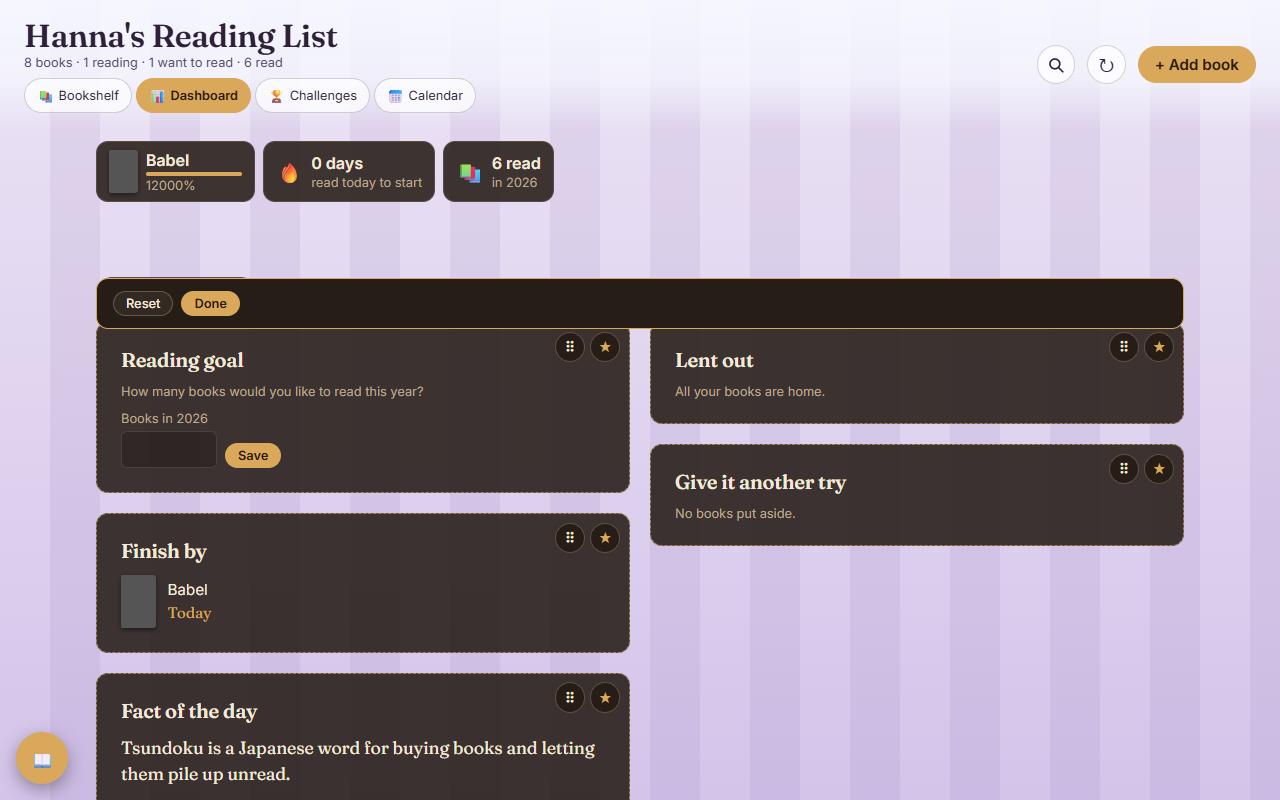 Hanna's Reading List
8 books · 1 reading · 1 want to read · 6 read
Bookshelf
Dashboard
Challenges
Calendar
+ Add book
Babel
12000%
0 days
read today to start
6 read
in 2026
Reset
Done
Reading goal
How many books would you like to read this year?
Books in 2026
Save
Lent out
All your books are home.
Give it another try
No books put aside.
Finish by
Babel
Today
Fact of the day
Tsundoku is a Japanese word for buying books and letting
them pile up unread.